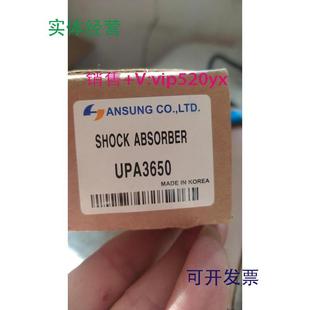 实体经营
销售+V:vip520yx
ANSUNG CO.,LTD.
SHOCK ABSORBER
UPA3650
MADE IN KOREA
可开发票